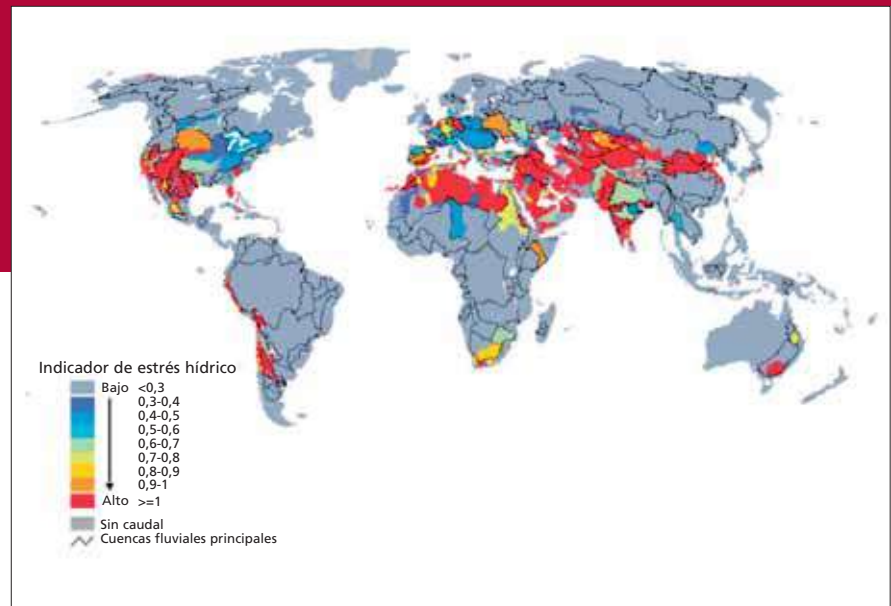 Indicador de estrés hídrico
Bajo <0,3
0,3-0,4
0,4-0,5
0,5-0,6
0,6-0,7
0,7-0,8
0,8-0,9
0,9-1
Alto >=1
Sin caudal
Cuencas fluviales principales